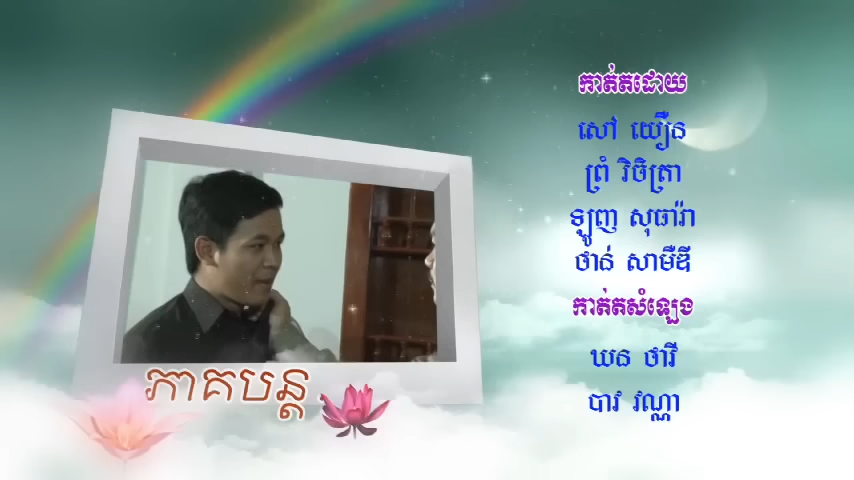 កាត់តដោយ
សៅ យឿន
ព្រំ វិចិត្រា
ឡុញ សុធារ៉ា
ថាន់ សាមឌី
កាត់តសំឡេង
ឃន ថារី
បាវ វណ្ណា
ភាគបន្ត